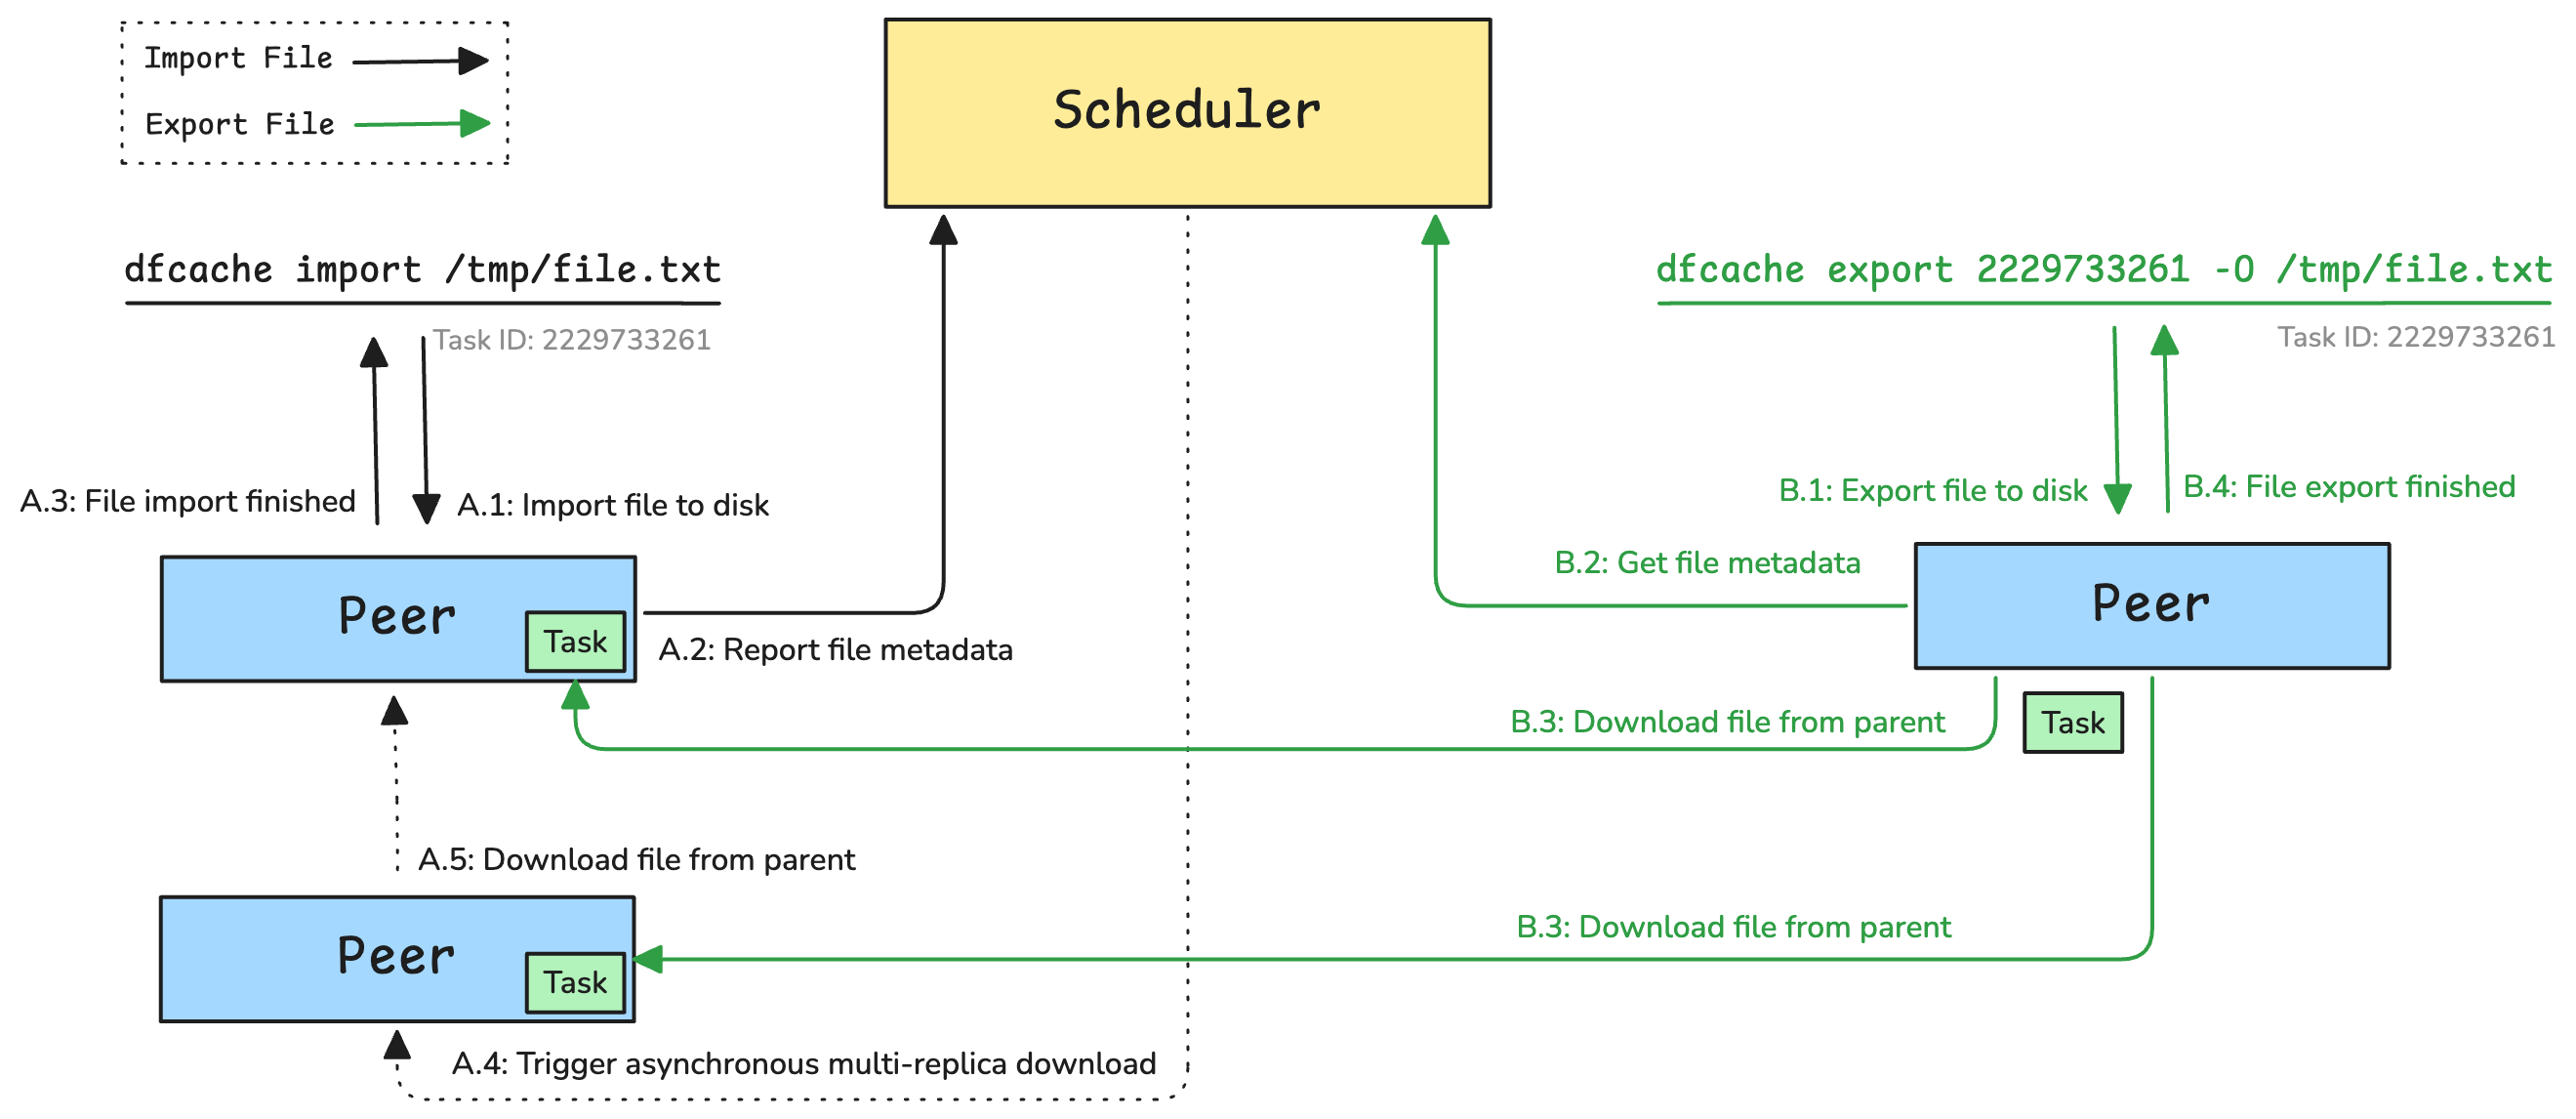 Import File
Export File
Scheduler
dfcache import /tmp/file.txt
Task ID: 2229733261
dfcache export 2229733261 -O /tmp/file.txt
Task ID: 2229733261
A.3: File import finished
A.1: Import file to disk
B.1: Export file to disk
B.4: File export finished
B.2: Get file metadata
Peer
Task
A.2: Report file metadata
Peer
B.3: Download file from parent
Task
A.5: Download file from parent
B.3: Download file from parent
Peer
Task
A.4: Trigger asynchronous multi-replica download